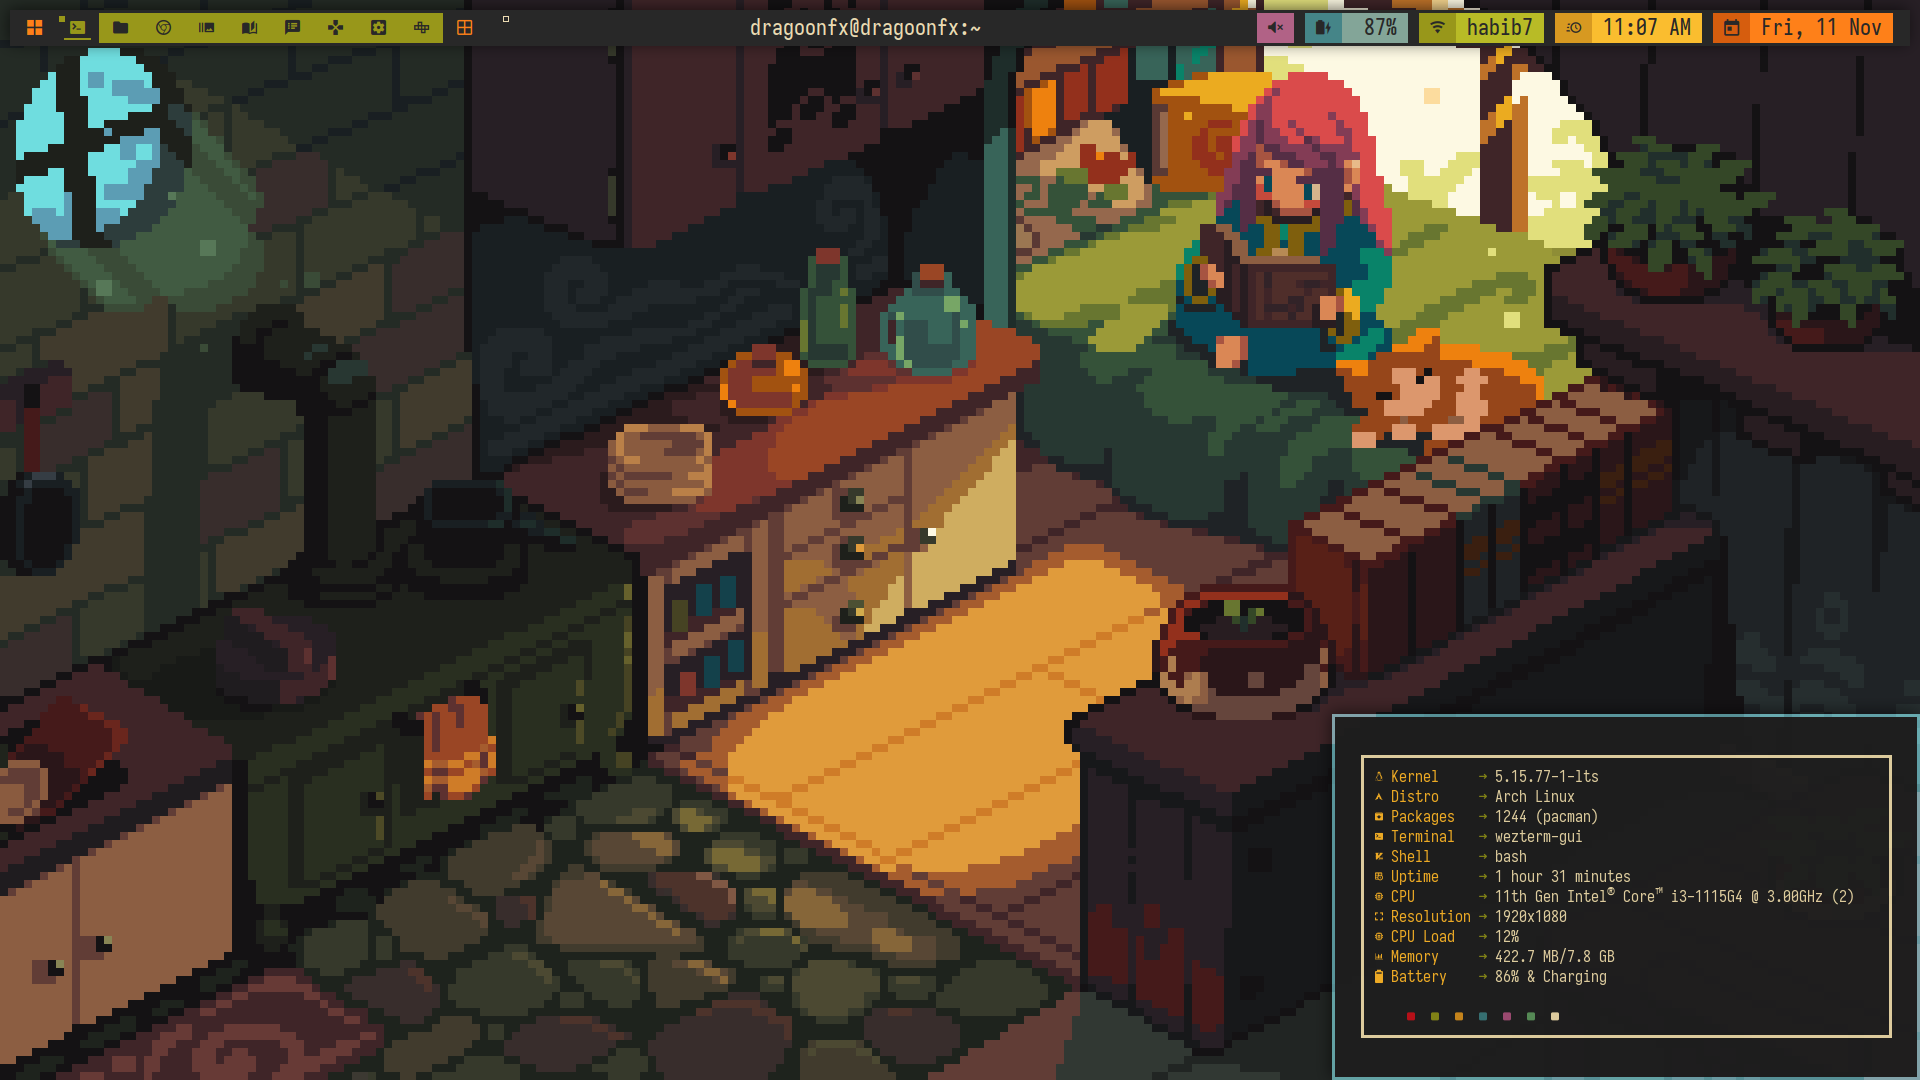 dragoonfx@dragoonfx:~
87%
habib7
11:07 AM
Fri, 11 Nov
Kernel → 5.15.77-1-lts
Distro → Arch Linux
Packages → 1244 (pacman)
Terminal → wezterm-gui
Shell → bash
Uptime → 1 hour 31 minutes
CPU → 11th Gen Intel® Core™ i3-1115G4 @ 3.00GHz (2)
Resolution → 1920x1080
CPU Load → 12%
Memory → 422.7 MB/7.8 GB
Battery → 86% & Charging